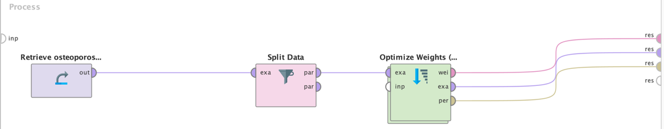 Process
inp
Retrieve osteoporos...
out
Split Data
exa
par
par
Optimize Weights (...
exa
wei
inp
exa
per
res
res
res
res